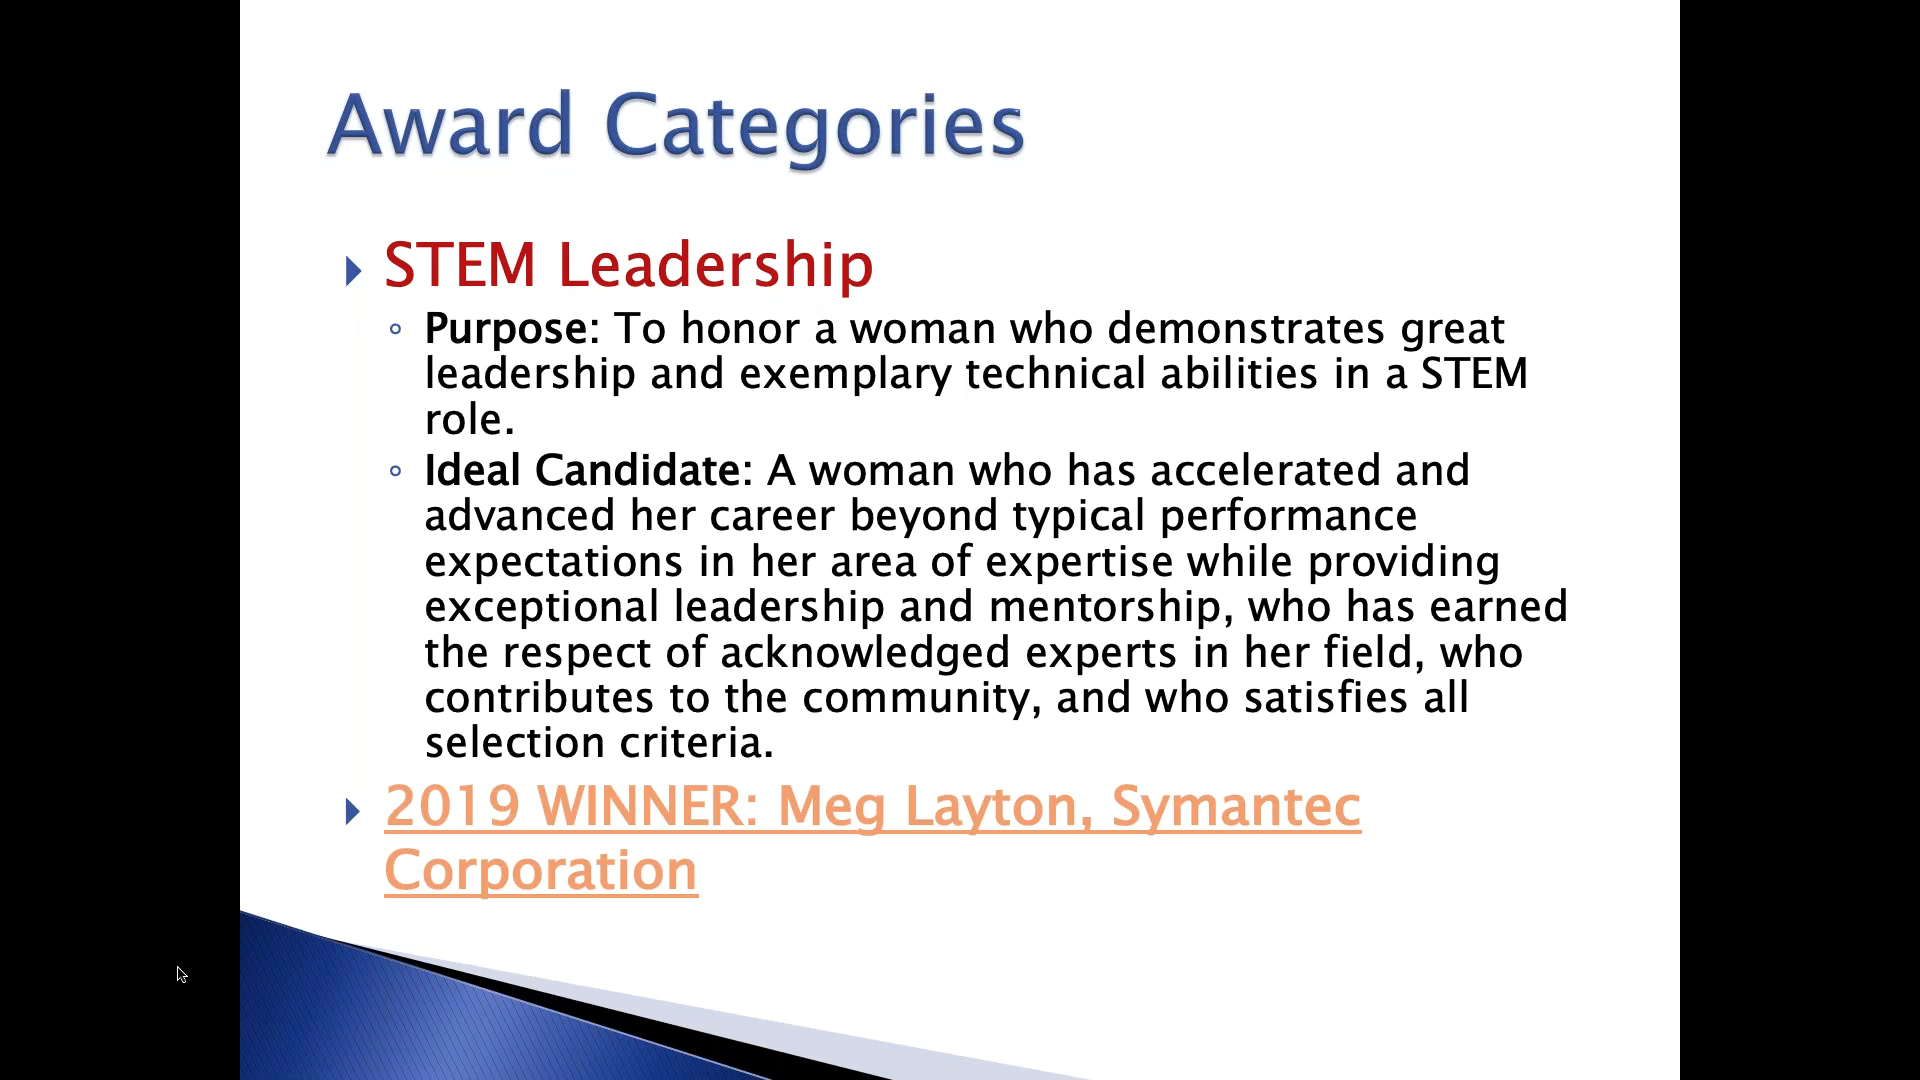 Award Categories
STEM Leadership
Purpose: To honor a woman who demonstrates great
leadership and exemplary technical abilities in a STEM
role.
Ideal Candidate: A woman who has accelerated and
advanced her career beyond typical performance
expectations in her area of expertise while providing
exceptional leadership and mentorship, who has earned
the respect of acknowledged experts in her field, who
contributes to the community, and who satisfies all
selection criteria.
2019 WINNER: Meg Layton, Symantec
Corporation